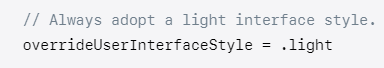 // Always adopt a light interface style.
overrideUserInterfaceStyle = .light